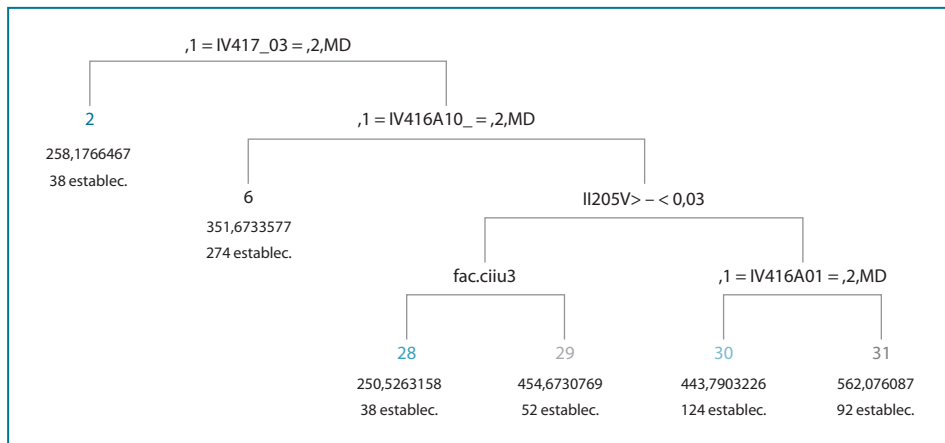 ,1 = IV417_03 = ,2,MD
2
258,1766467
38 establec.
,1 = IV416A10_ = ,2,MD
6
351,6733577
274 establec.
II205V> – < 0,03
fac.ciiu3
,1 = IV416A01 = ,2,MD
28
250,5263158
38 establec.
29
454,6730769
52 establec.
30
443,7903226
124 establec.
31
562,076087
92 establec.